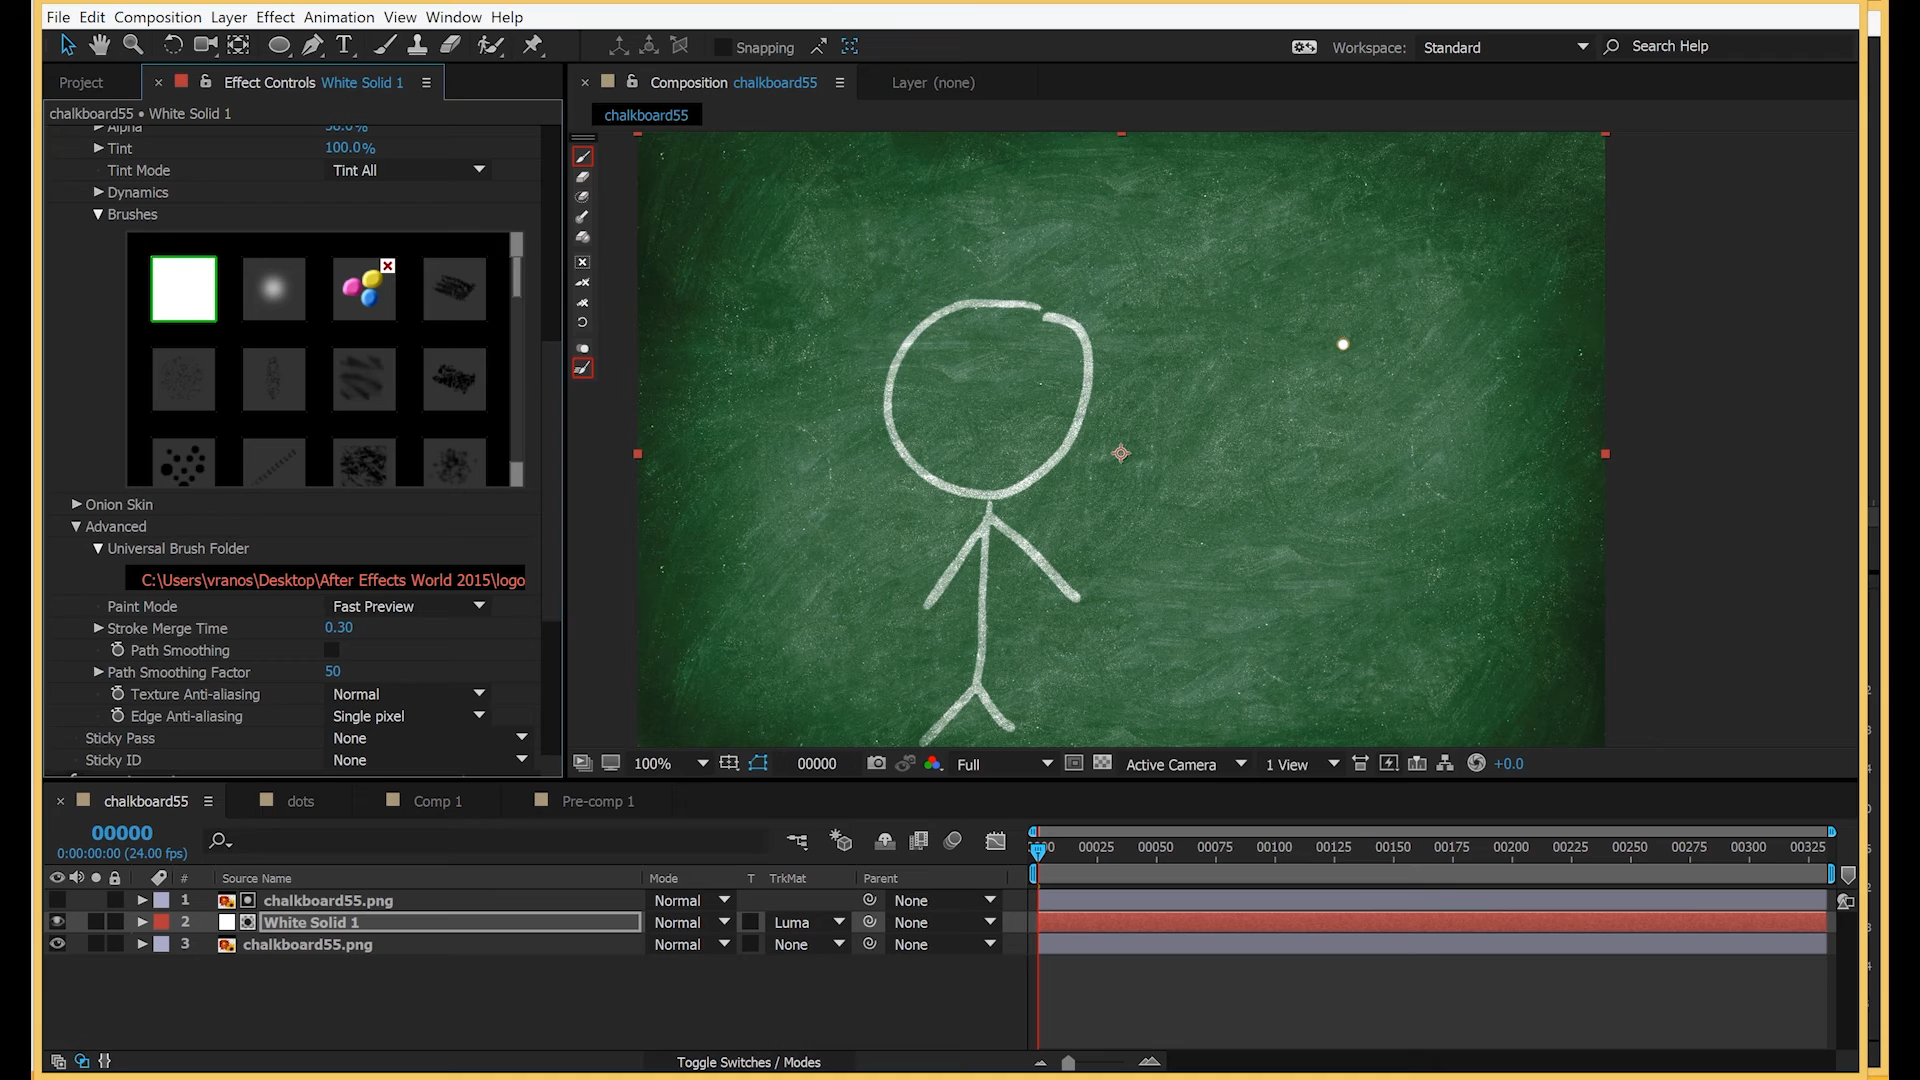 File Edit Composition Layer Effect Animation View Window Help
Snapping
Workspace: Standard
Search Help
Project
Effect Controls White Solid 1
Composition chalkboard55
Layer (none)
chalkboard55 • White Solid 1
chalkboard55
Alpha
Tint 100.0%
Tint Mode Tint All
Dynamics
Brushes
Onion Skin
Advanced
Universal Brush Folder
C:\Users\vranos\Desktop\After Effects World 2015\logo
Paint Mode Fast Preview
Stroke Merge Time 0.30
Path Smoothing
Path Smoothing Factor 50
Texture Anti-aliasing Normal
Edge Anti-aliasing Single pixel
Sticky Pass None
Sticky ID None
100% 00000 Full Active Camera 1 View +0.0
chalkboard55 dots Comp 1 Pre-comp 1
00000
0:00:00:00 (24.00 fps)
00025 00050 00075 00100 00125 00150 00175 00200 00225 00250 00275 00300 00325
# Source Name Mode T TrkMat Parent
1 chalkboard55.png Normal None
2 White Solid 1 Normal Luma None
3 chalkboard55.png Normal None None
Toggle Switches / Modes